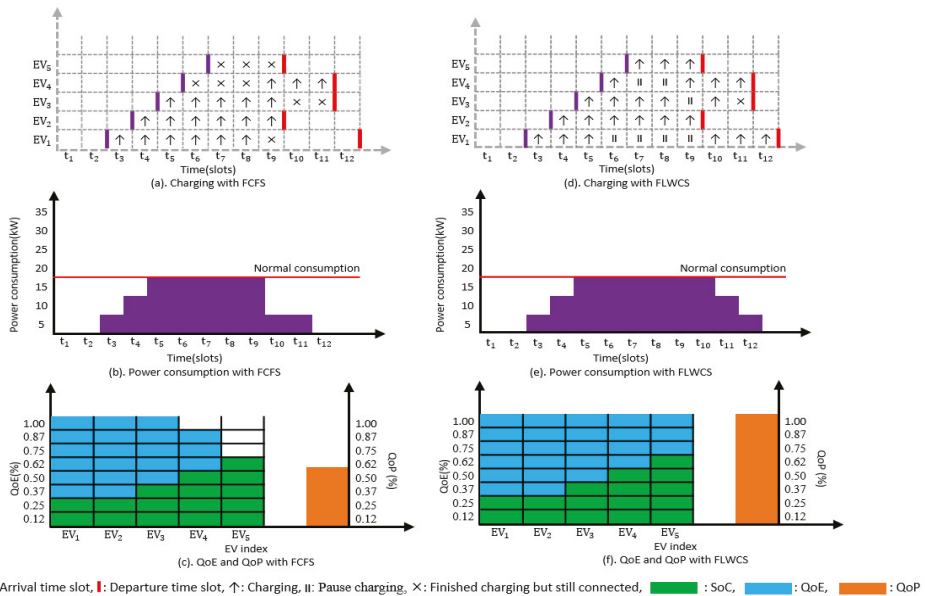 EV5
EV4
EV3
EV2
EV1
t1 t2 t3 t4 t5 t6 t7 t8 t9 t10 t11 t12
Time(slots)
(a). Charging with FCFS
EV5
EV4
EV3
EV2
EV1
t1 t2 t3 t4 t5 t6 t7 t8 t9 t10 t11 t12
Time(slots)
(d). Charging with FLWCS
Power consumption(kW)
35
30
25
20
15
10
5
Normal consumption
t1 t2 t3 t4 t5 t6 t7 t8 t9 t10 t11 t12
Time(slots)
(b). Power consumption with FCFS
Power consumption(kW)
35
30
25
20
15
10
5
Normal consumption
t1 t2 t3 t4 t5 t6 t7 t8 t9 t10 t11 t12
Time(slots)
(e). Power consumption with FLWCS
QoE(%)
1.00
0.87
0.75
0.62
0.50
0.37
0.25
0.12
1.00
0.87
0.75
0.62
0.50
0.37
0.25
0.12
QoP (%)
EV1 EV2 EV3 EV4 EV5
EV index
(c). QoE and QoP with FCFS
QoE(%)
1.00
0.87
0.75
0.62
0.50
0.37
0.25
0.12
1.00
0.87
0.75
0.62
0.50
0.37
0.25
0.12
QoP (%)
EV1 EV2 EV3 EV4 EV5
EV index
(f). QoE and QoP with FLWCS
Arrival time slot, : Departure time slot, ↑: Charging, ॥: Pause charging, ×: Finished charging but still connected, : SoC, : QoE, : QoP